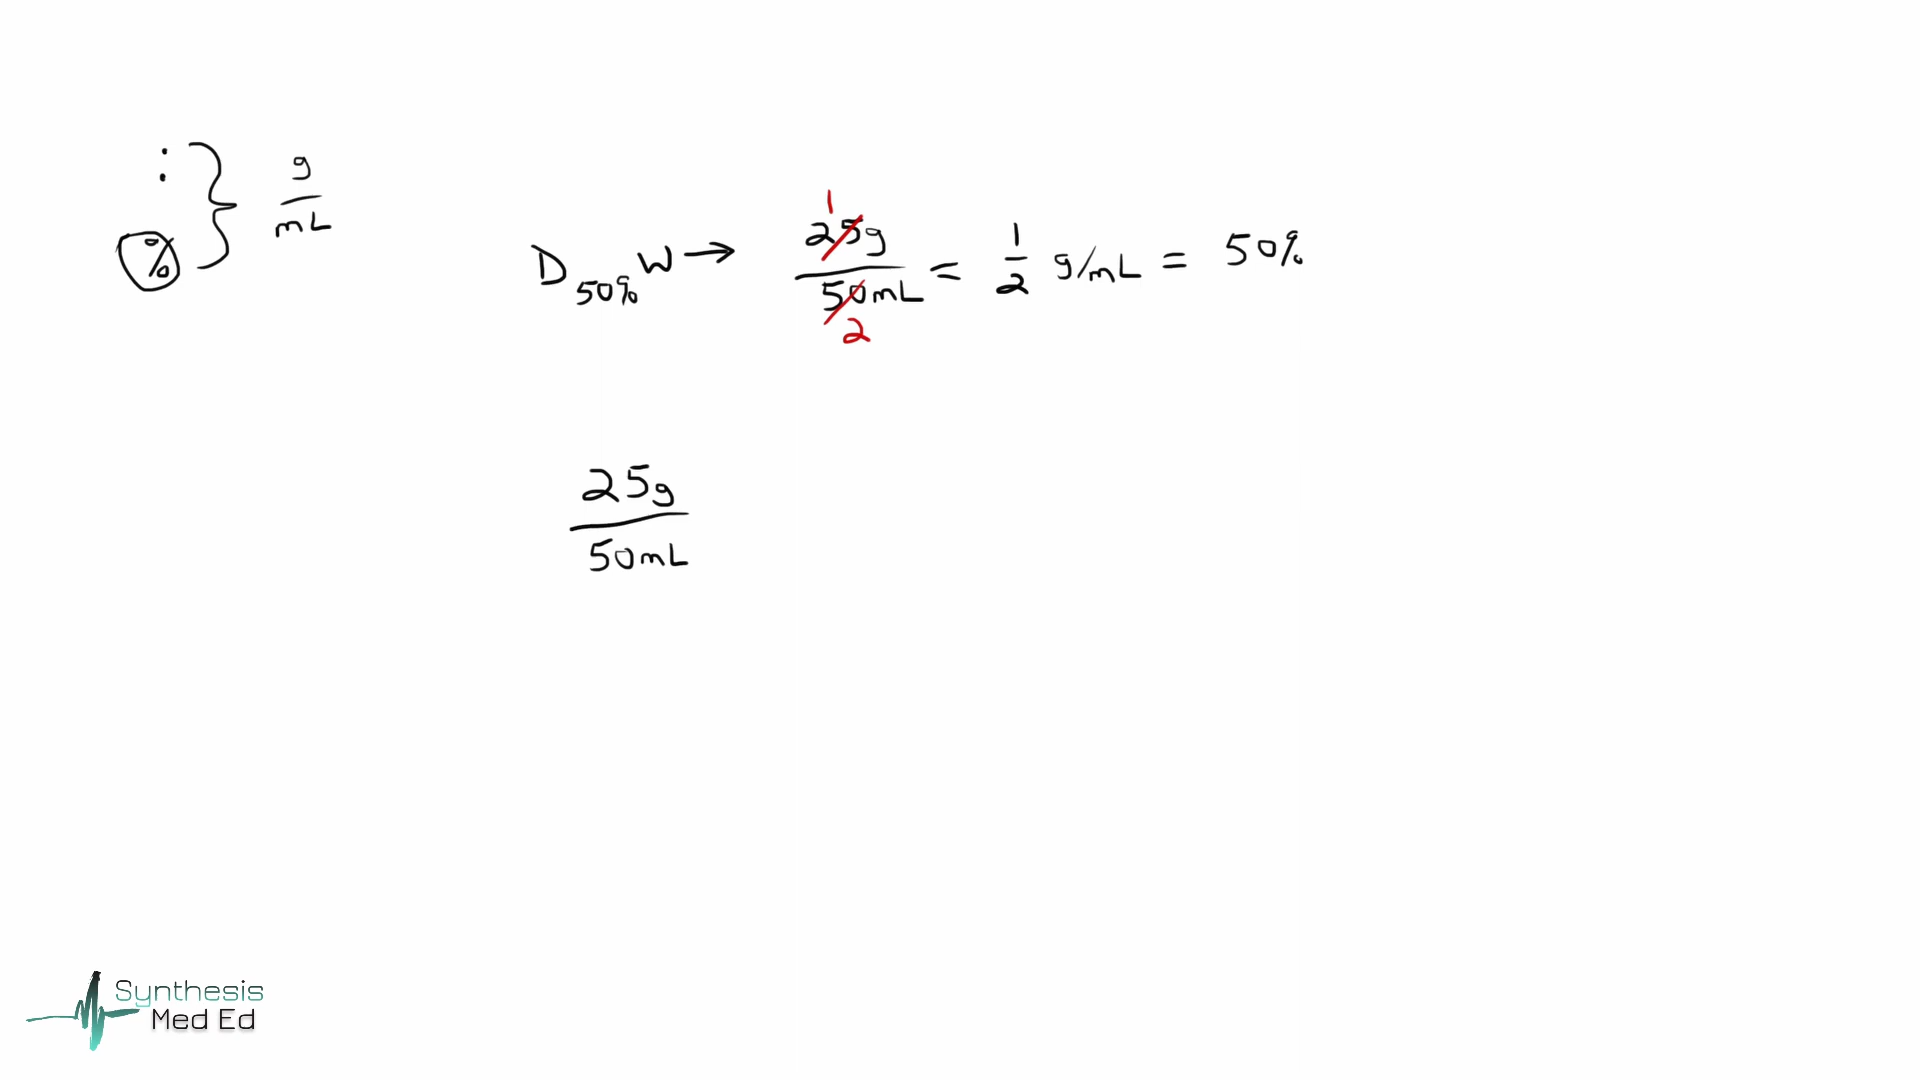 : } g/mL
%
D50%W → 25g/50mL = 1/2 g/mL = 50%
1
2
25g
50mL
Synthesis
Med Ed